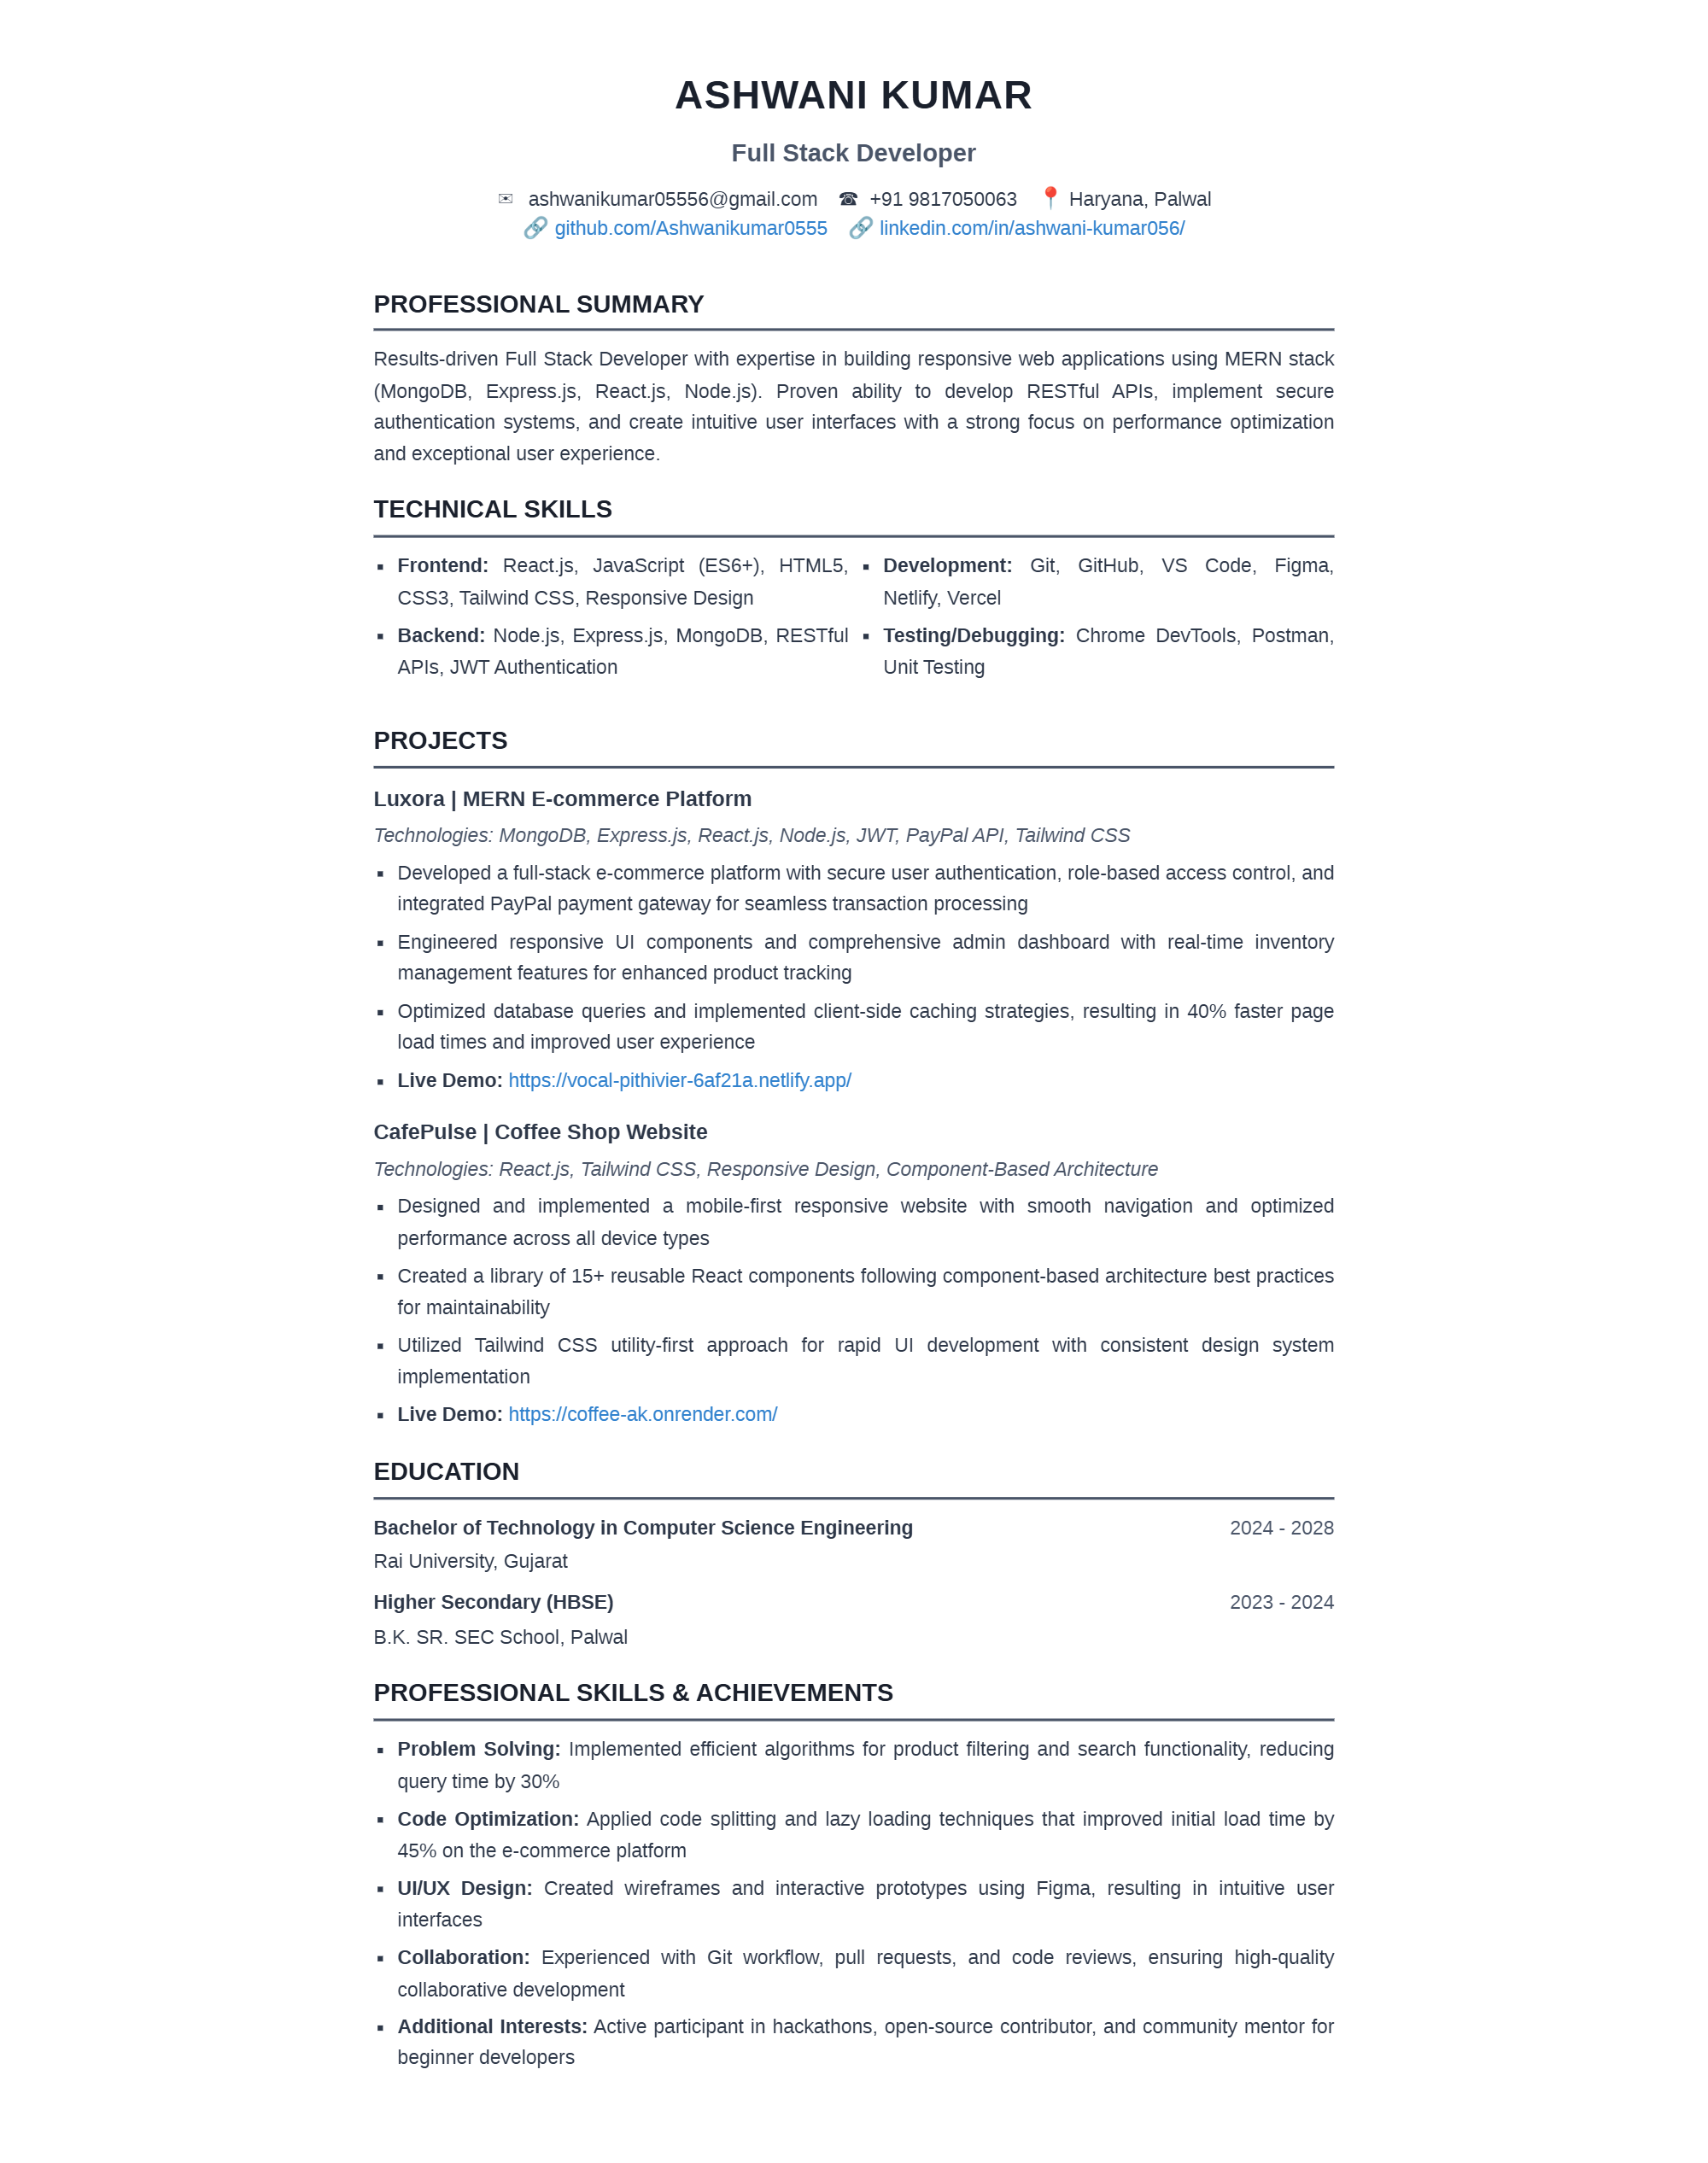 ASHWANI KUMAR
Full Stack Developer
✉ ashwanikumar05556@gmail.com ☎ +91 9817050063 📍 Haryana, Palwal
🔗 github.com/Ashwanikumar0555 🔗 linkedin.com/in/ashwani-kumar056/
PROFESSIONAL SUMMARY
Results-driven Full Stack Developer with expertise in building responsive web applications using MERN stack
(MongoDB, Express.js, React.js, Node.js). Proven ability to develop RESTful APIs, implement secure
authentication systems, and create intuitive user interfaces with a strong focus on performance optimization
and exceptional user experience.
TECHNICAL SKILLS
▪ Frontend: React.js, JavaScript (ES6+), HTML5,
CSS3, Tailwind CSS, Responsive Design
▪ Backend: Node.js, Express.js, MongoDB, RESTful
APIs, JWT Authentication
▪ Development: Git, GitHub, VS Code, Figma,
Netlify, Vercel
▪ Testing/Debugging: Chrome DevTools, Postman,
Unit Testing
PROJECTS
Luxora | MERN E-commerce Platform
Technologies: MongoDB, Express.js, React.js, Node.js, JWT, PayPal API, Tailwind CSS
▪ Developed a full-stack e-commerce platform with secure user authentication, role-based access control, and
integrated PayPal payment gateway for seamless transaction processing
▪ Engineered responsive UI components and comprehensive admin dashboard with real-time inventory
management features for enhanced product tracking
▪ Optimized database queries and implemented client-side caching strategies, resulting in 40% faster page
load times and improved user experience
▪ Live Demo: https://vocal-pithivier-6af21a.netlify.app/
CafePulse | Coffee Shop Website
Technologies: React.js, Tailwind CSS, Responsive Design, Component-Based Architecture
▪ Designed and implemented a mobile-first responsive website with smooth navigation and optimized
performance across all device types
▪ Created a library of 15+ reusable React components following component-based architecture best practices
for maintainability
▪ Utilized Tailwind CSS utility-first approach for rapid UI development with consistent design system
implementation
▪ Live Demo: https://coffee-ak.onrender.com/
EDUCATION
Bachelor of Technology in Computer Science Engineering 2024 - 2028
Rai University, Gujarat
Higher Secondary (HBSE) 2023 - 2024
B.K. SR. SEC School, Palwal
PROFESSIONAL SKILLS & ACHIEVEMENTS
▪ Problem Solving: Implemented efficient algorithms for product filtering and search functionality, reducing
query time by 30%
▪ Code Optimization: Applied code splitting and lazy loading techniques that improved initial load time by
45% on the e-commerce platform
▪ UI/UX Design: Created wireframes and interactive prototypes using Figma, resulting in intuitive user
interfaces
▪ Collaboration: Experienced with Git workflow, pull requests, and code reviews, ensuring high-quality
collaborative development
▪ Additional Interests: Active participant in hackathons, open-source contributor, and community mentor for
beginner developers